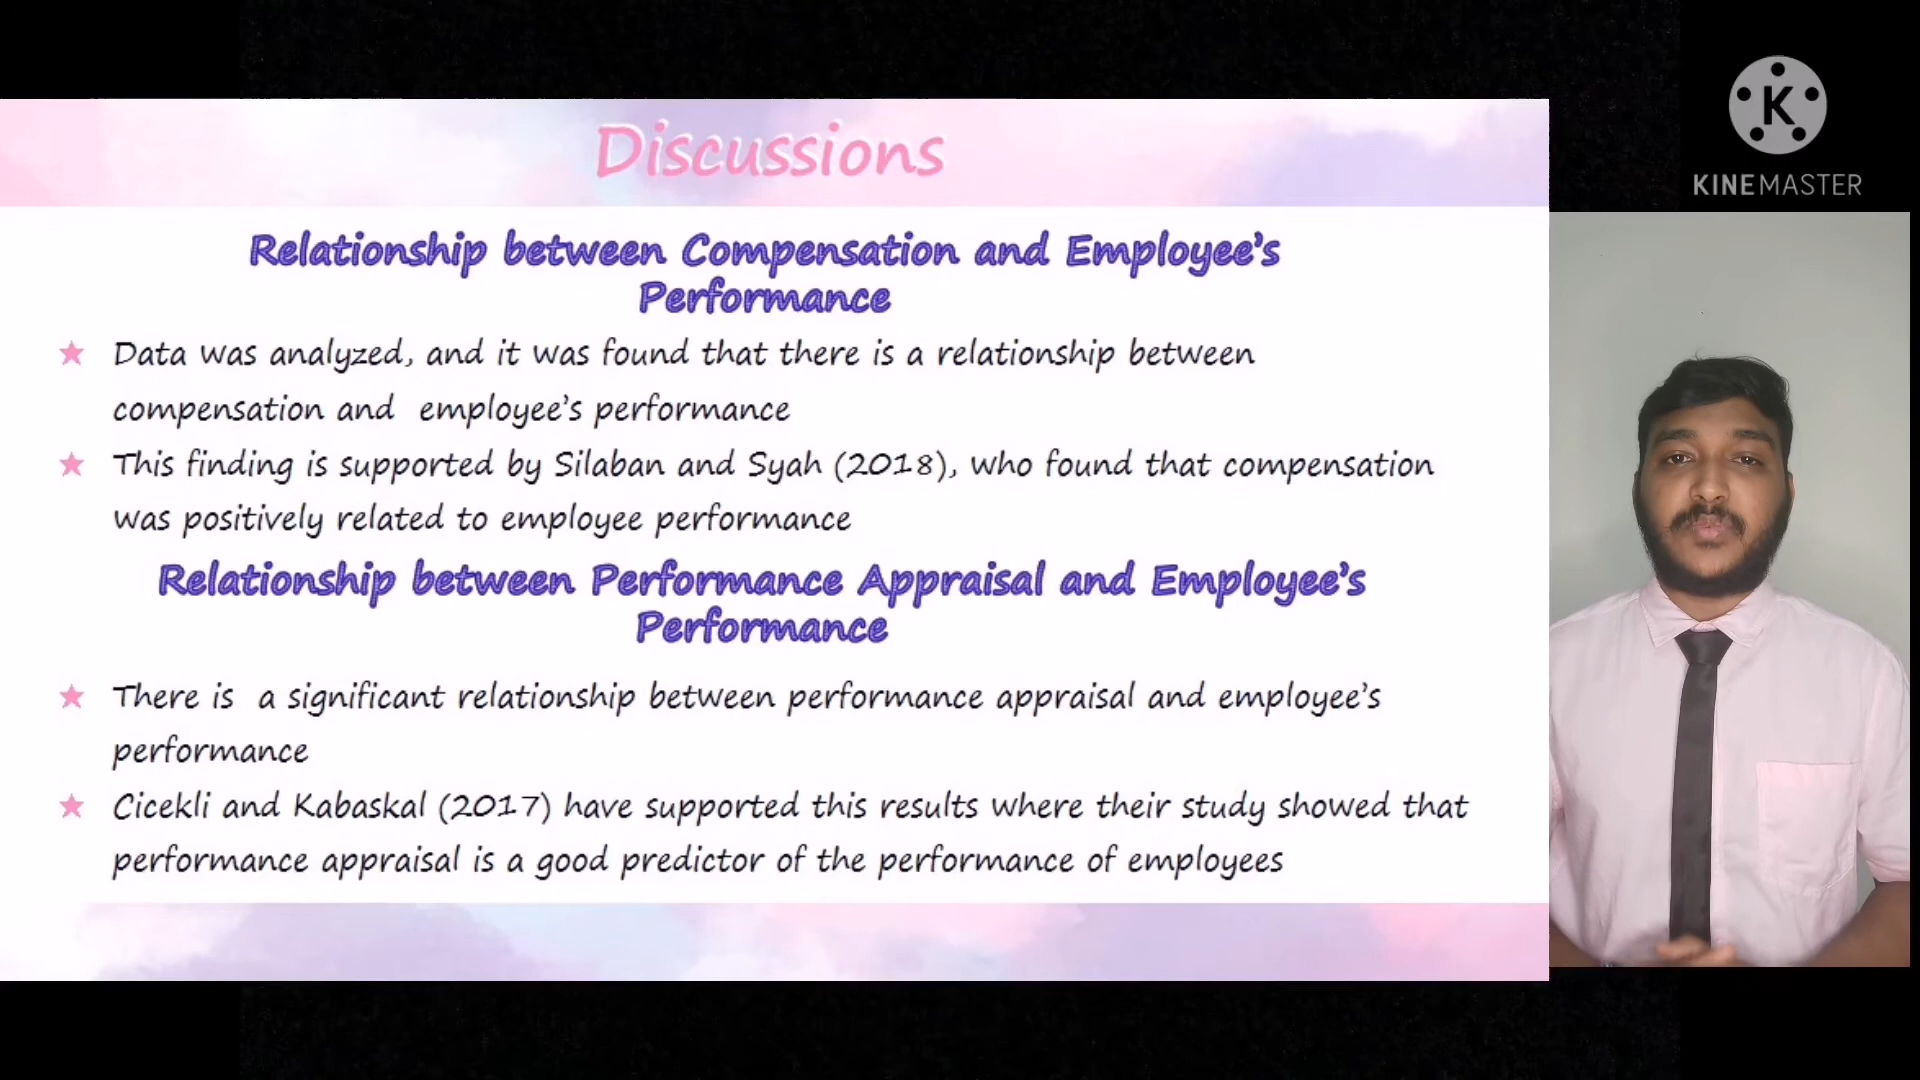 Discussions
Relationship between Compensation and Employee's
Performance
Data was analyzed, and it was found that there is a relationship between
compensation and employee's performance
This finding is supported by Silaban and Syah (2018), who found that compensation
was positively related to employee performance
Relationship between Performance Appraisal and Employee's
Performance
There is a significant relationship between performance appraisal and employee's
performance
Cicekli and Kabaskal (2017) have supported this results where their study showed that
performance appraisal is a good predictor of the performance of employees
K
KINEMASTER